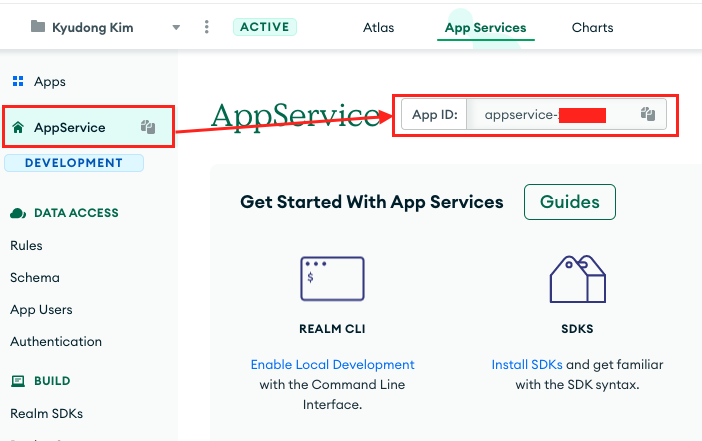 Kyudong Kim
ACTIVE
Atlas
App Services
Charts
Apps
AppService
DEVELOPMENT
DATA ACCESS
Rules
Schema
App Users
Authentication
BUILD
Realm SDKs
AppService
App ID:
appservice-
Get Started With App Services
Guides
$
REALM CLI
Enable Local Development
with the Command Line
Interface.
SDKS
Install SDKs and get familiar
with the SDK syntax.